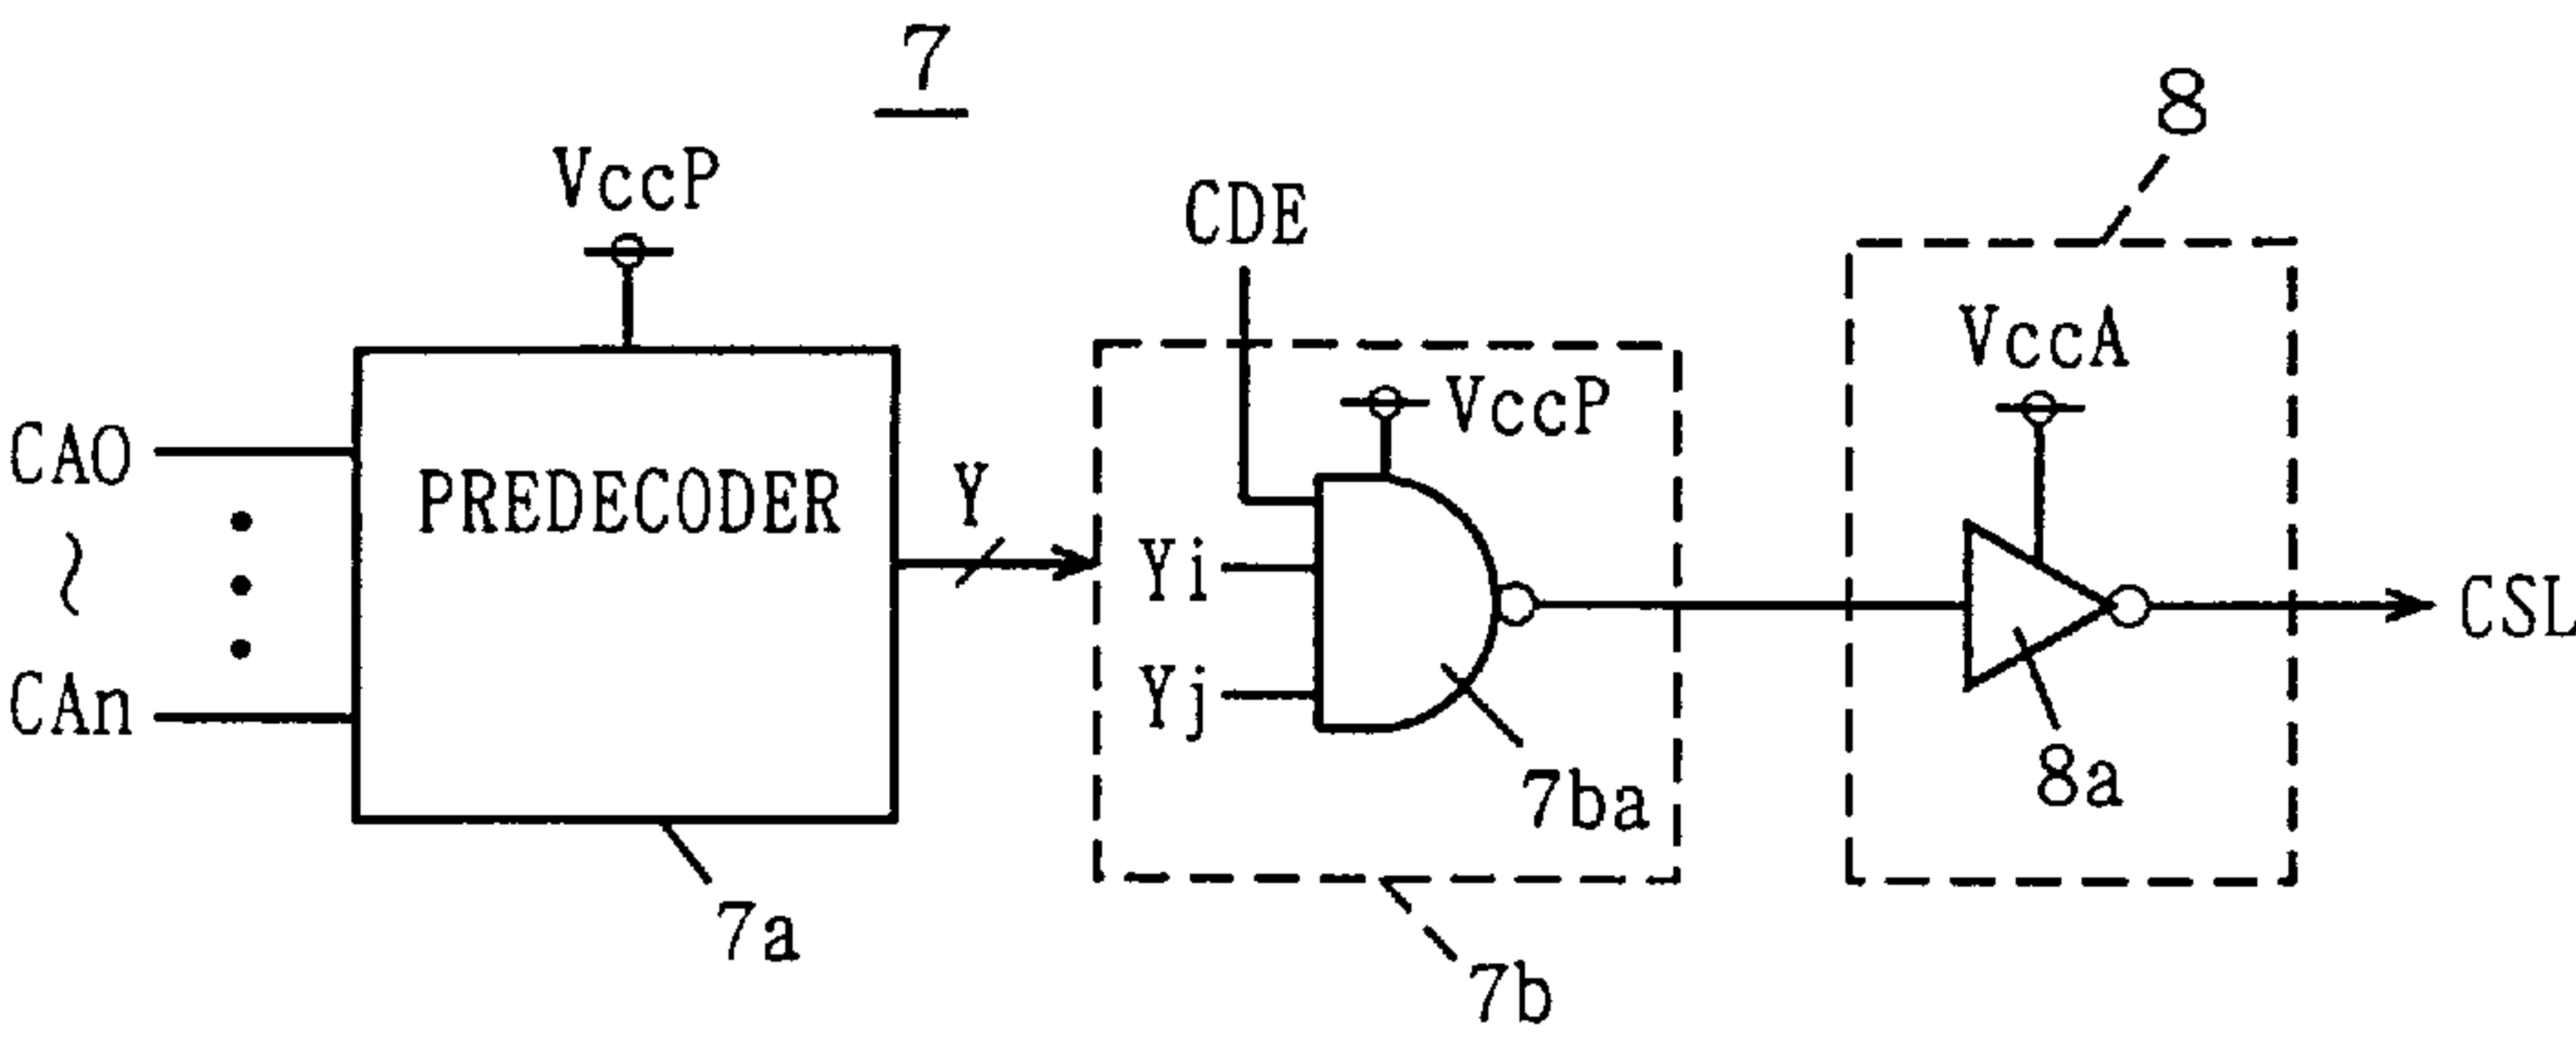 7
8
VccP
CDE
VccA
VccP
CA0
PREDECODER
Y
Yi
CSL
CAn
Yj
7ba
8a
7a
7b